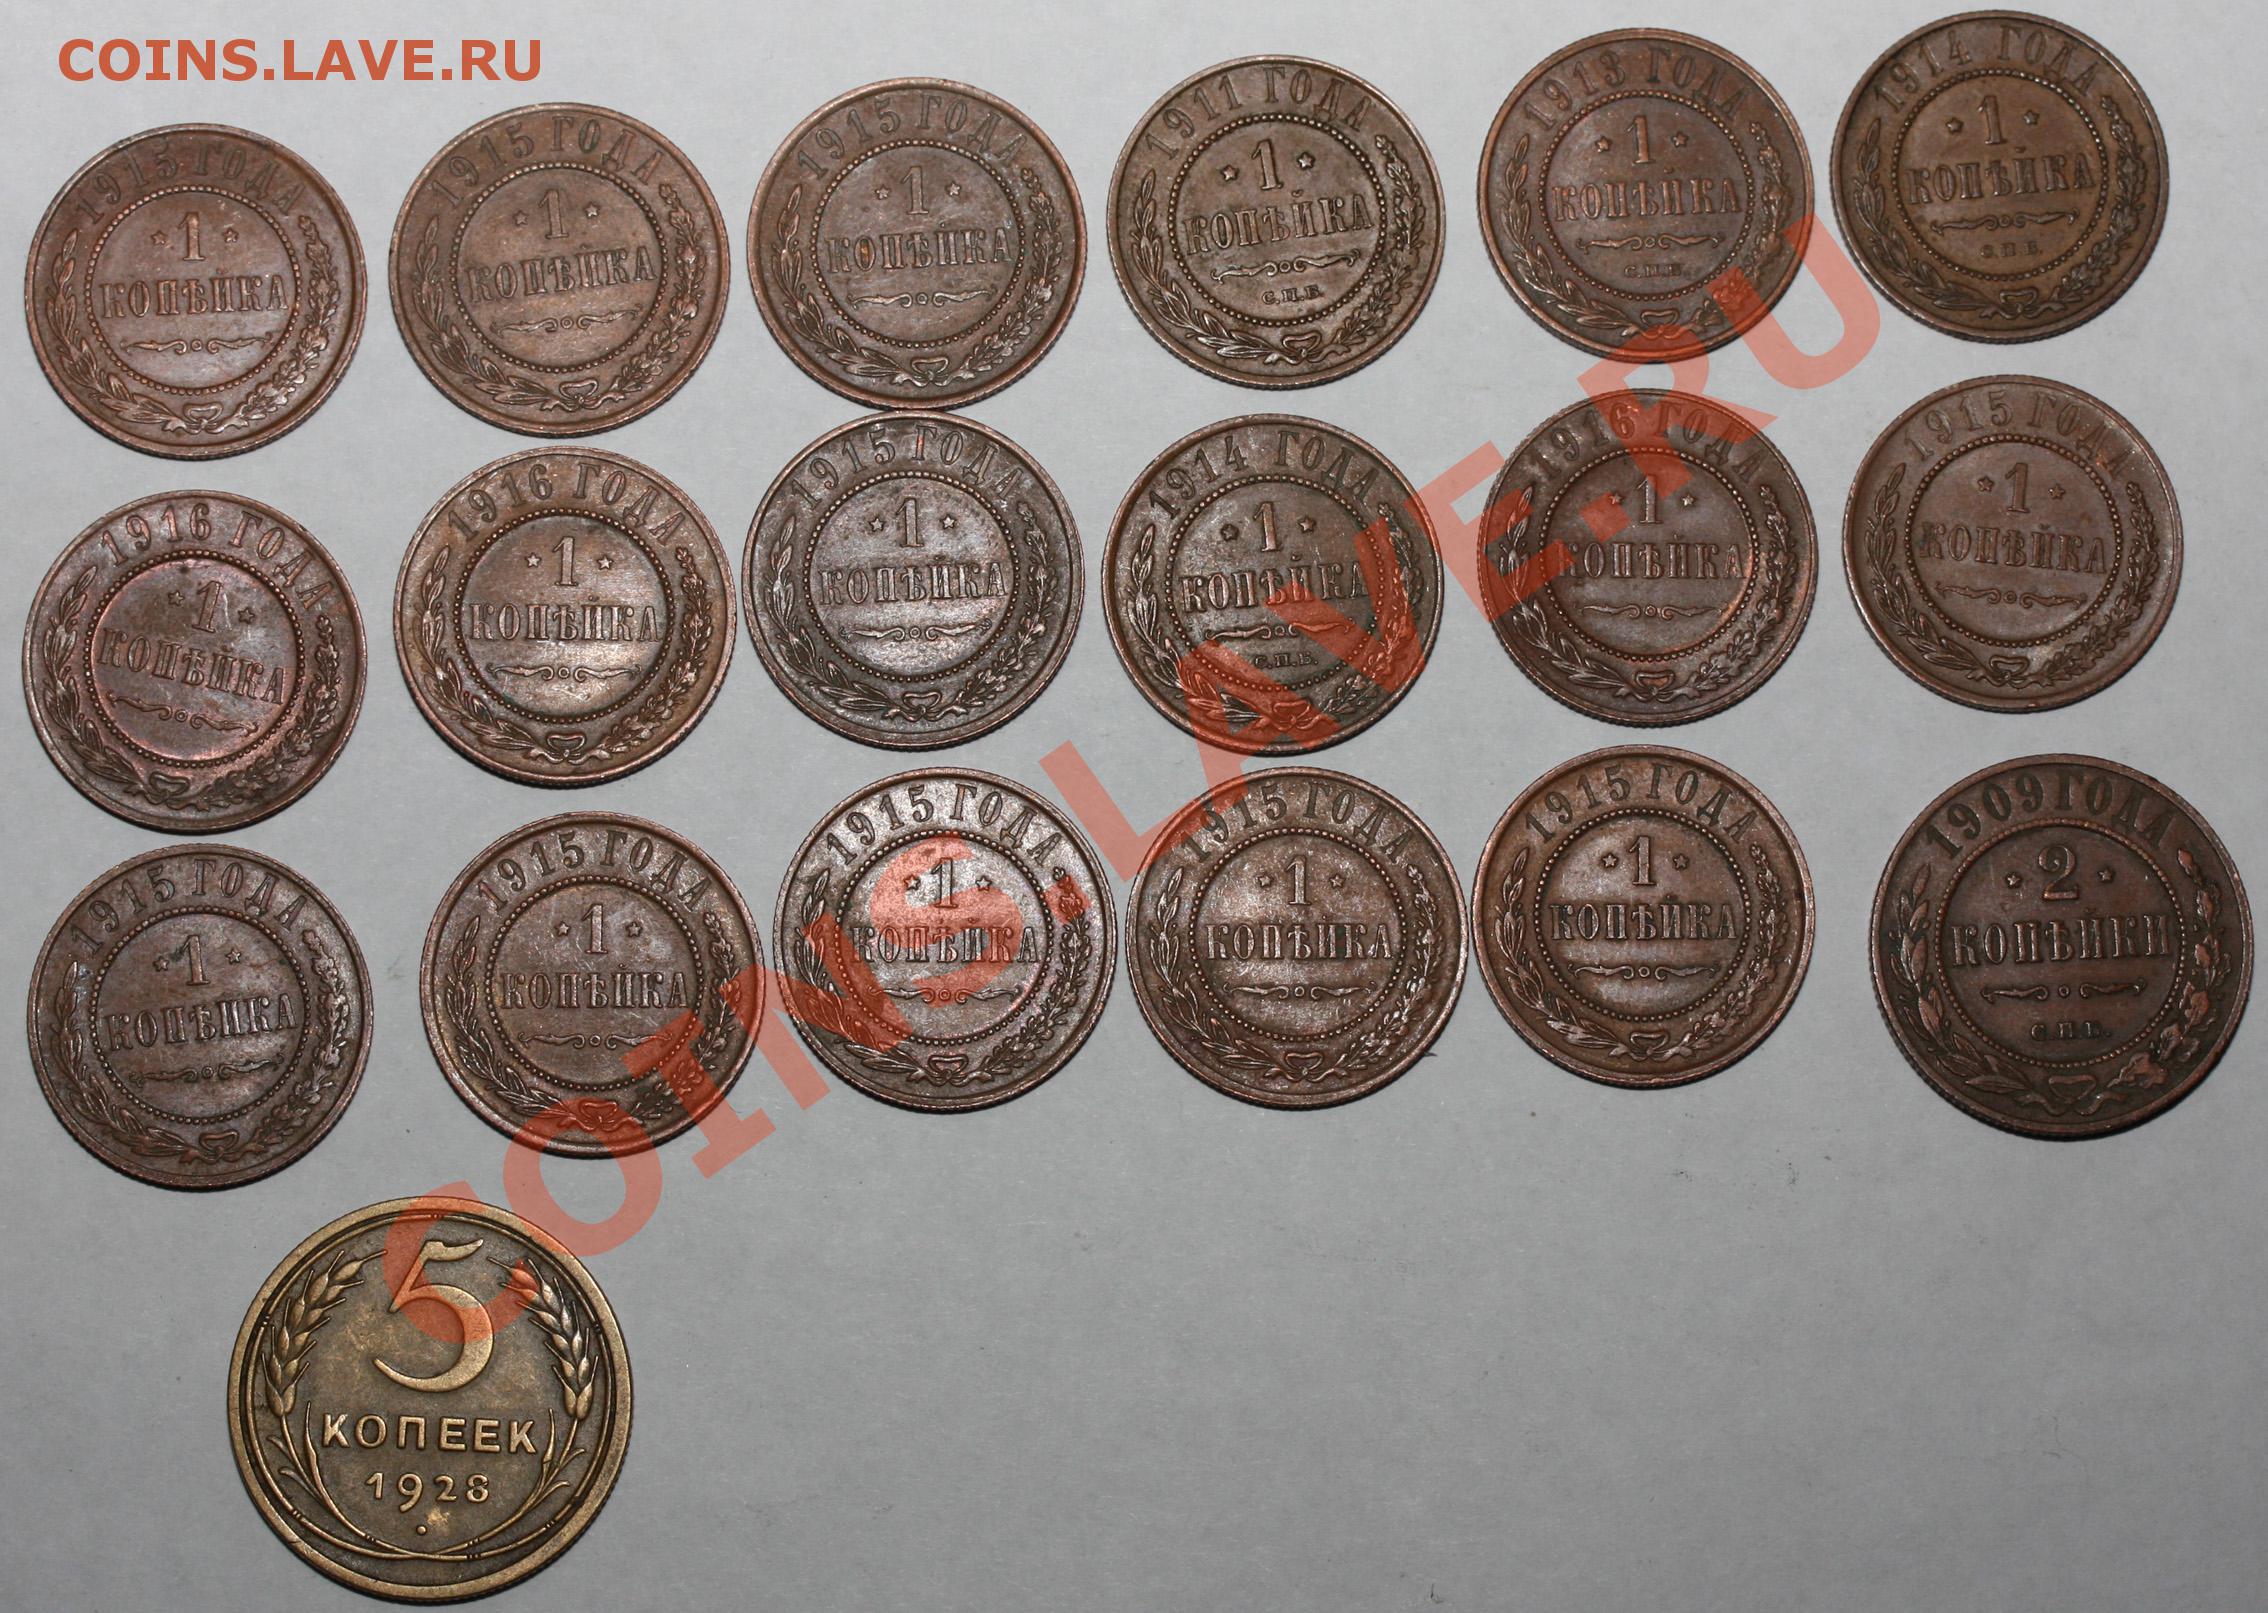 COINS.LAVE.RU
1915 ГОДА
1
КОПѢЙКА
1915 ГОДА
1
КОПѢЙКА
1915 ГОДА
1
КОПѢЙКА
1911 ГОДА
1
КОПѢЙКА
С.П.Б.
1913 ГОДА
1
КОПѢЙКА
С.П.Б.
1914 ГОДА
1
КОПѢЙКА
С.П.Б.
1916 ГОДА
1
КОПѢЙКА
1916 ГОДА
1
КОПѢЙКА
1915 ГОДА
1
КОПѢЙКА
1914 ГОДА
1
КОПѢЙКА
С.П.Б.
1916 ГОДА
1
КОПѢЙКА
1915 ГОДА
1
КОПѢЙКА
1915 ГОДА
1
КОПѢЙКА
1915 ГОДА
1
КОПѢЙКА
1915 ГОДА
1
КОПѢЙКА
1915 ГОДА
1
КОПѢЙКА
1915 ГОДА
1
КОПѢЙКА
1909 ГОДА
2
КОПѢЙКИ
С.П.Б.
5
КОПЕЕК
1928
COINS.LAVE.RU